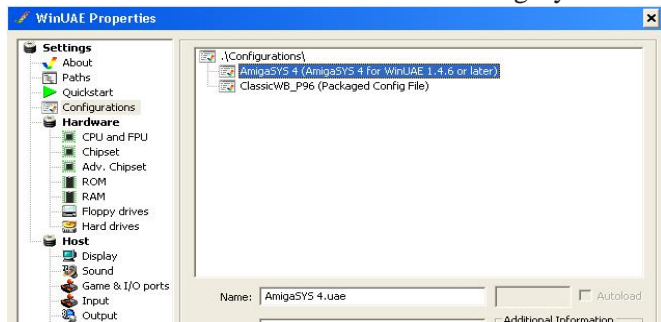 WinUAE Properties
Settings
About
Paths
Quickstart
Configurations
Hardware
CPU and FPU
Chipset
Adv. Chipset
ROM
RAM
Floppy drives
Hard drives
Host
Display
Sound
Game & I/O ports
Input
Output
.\Configurations\
AmigaSYS 4 (AmigaSYS 4 for WinUAE 1.4.6 or later)
ClassicWB_P96 (Packaged Config File)
Name: AmigaSYS 4.uae
Autoload
Additional Information